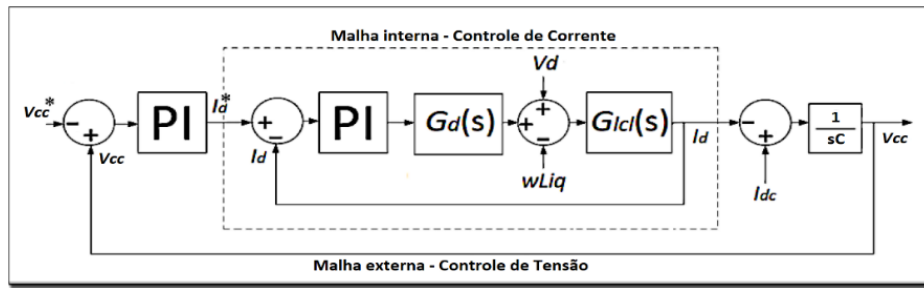 Malha interna - Controle de Corrente
Vd
Vcc*
PI
Id*
Id
PI
Gd(s)
wLiq
Glcl(s)
Id
Idc
1
sC
Vcc
Vcc
Malha externa - Controle de Tensão